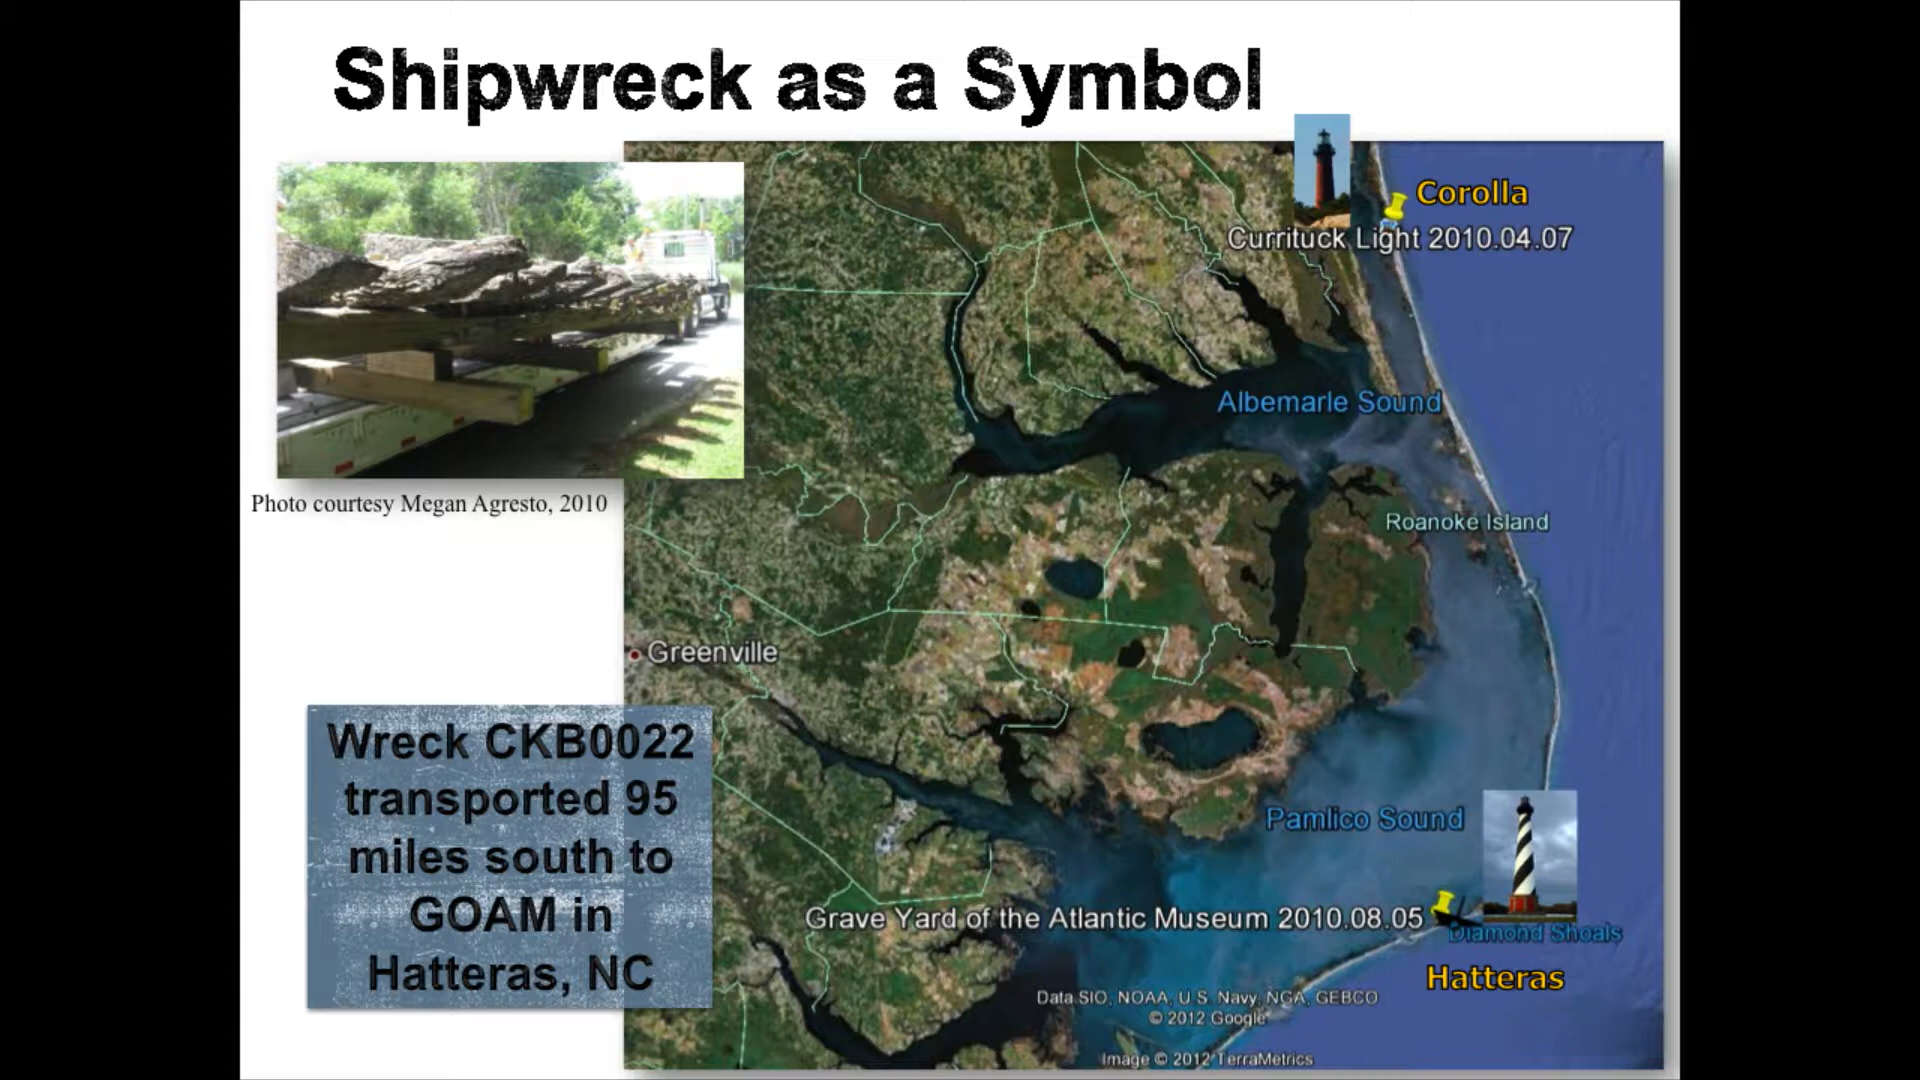 Shipwreck as a Symbol
Corolla
Currituck Light 2010.04.07
Albemarle Sound
Photo courtesy Megan Agresto, 2010
Roanoke Island
Greenville
Wreck CKB0022
transported 95
miles south to
GOAM in
Hatteras, NC
Pamlico Sound
Grave Yard of the Atlantic Museum 2010.08.05
Diamond Shoals
Hatteras
Data SIO, NOAA, U.S. Navy, NGA, GEBCO
© 2012 Google
Image © 2012 TerraMetrics